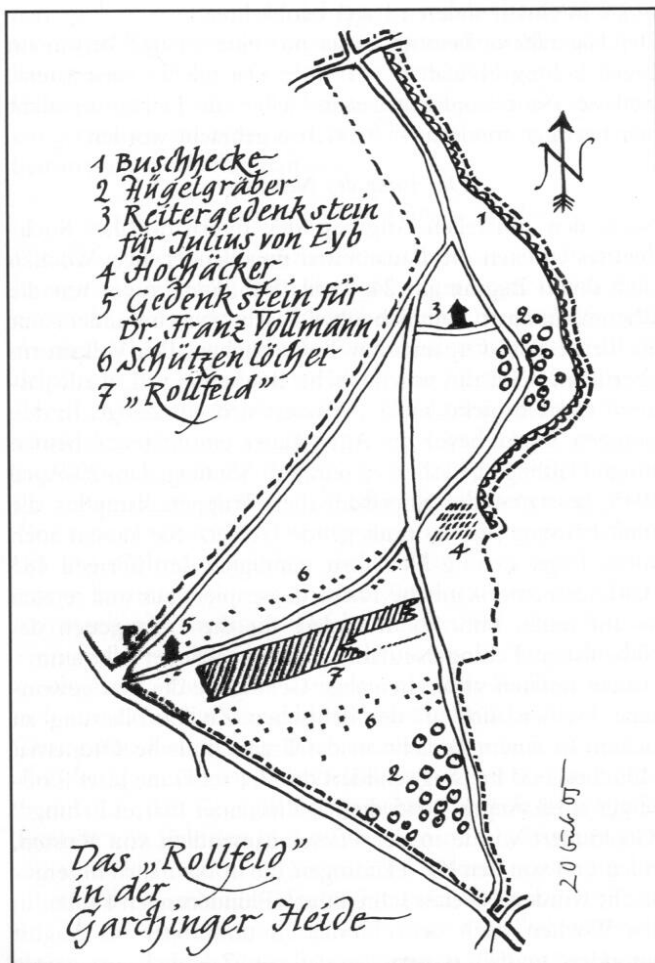 1 Buschhecke
2 Hügelgräber
3 Reitergedenkstein
für Julius von Eyb
4 Hochäcker
5 Gedenkstein für
Dr. Franz Vollmann
6 Schützenlöcher
7 „Rollfeld"
N
1
2
4
6
P
5
7
6
2
Das „Rollfeld"
in der
Garchinger Heide